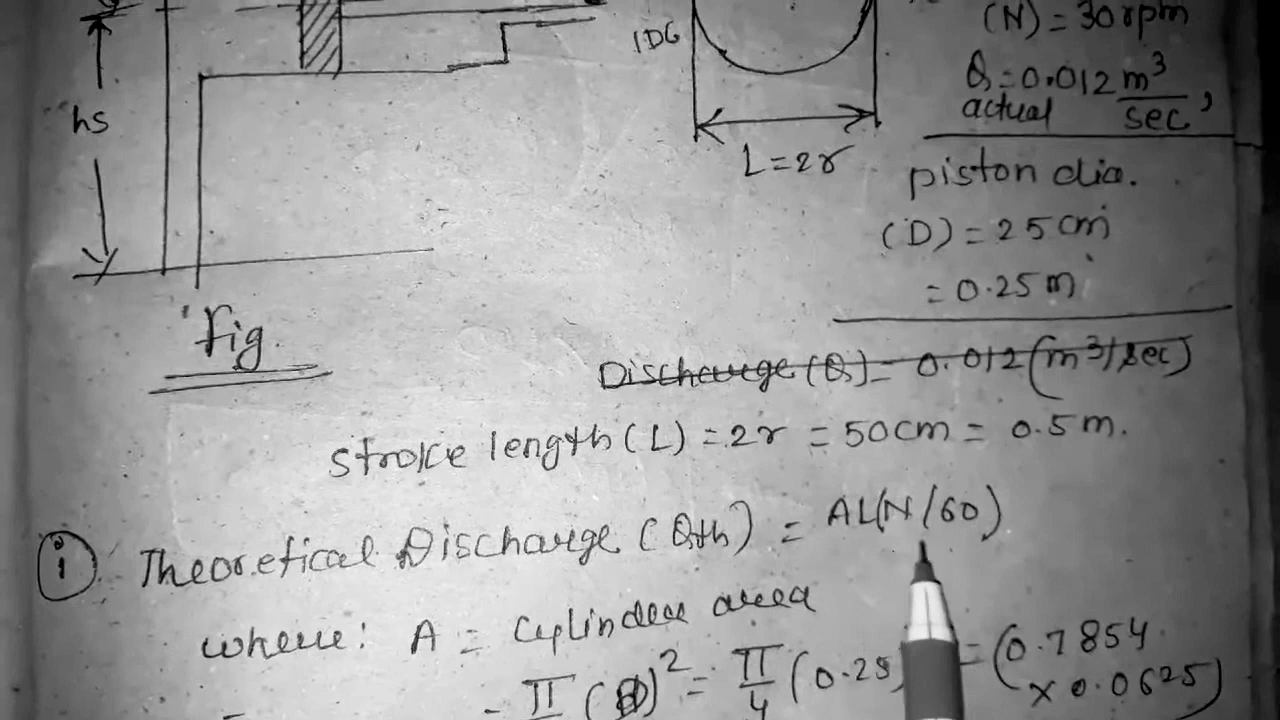 (N) = 30 rpm
IDC
Q = 0.012 m³/sec,
actual
hs
L = 2r
piston dia.
(D) = 25 cm
= 0.25 m
Fig.
Discharge (Q) = 0.012 (m³/sec)
stroke length (L) = 2r = 50 cm = 0.5 m.
(i) Theoretical Discharge (Qth) = AL(N/60)
where: A = Cylinder area
= π/4 (D)² = π/4 (0.25) = (0.7854
× 0.0625)